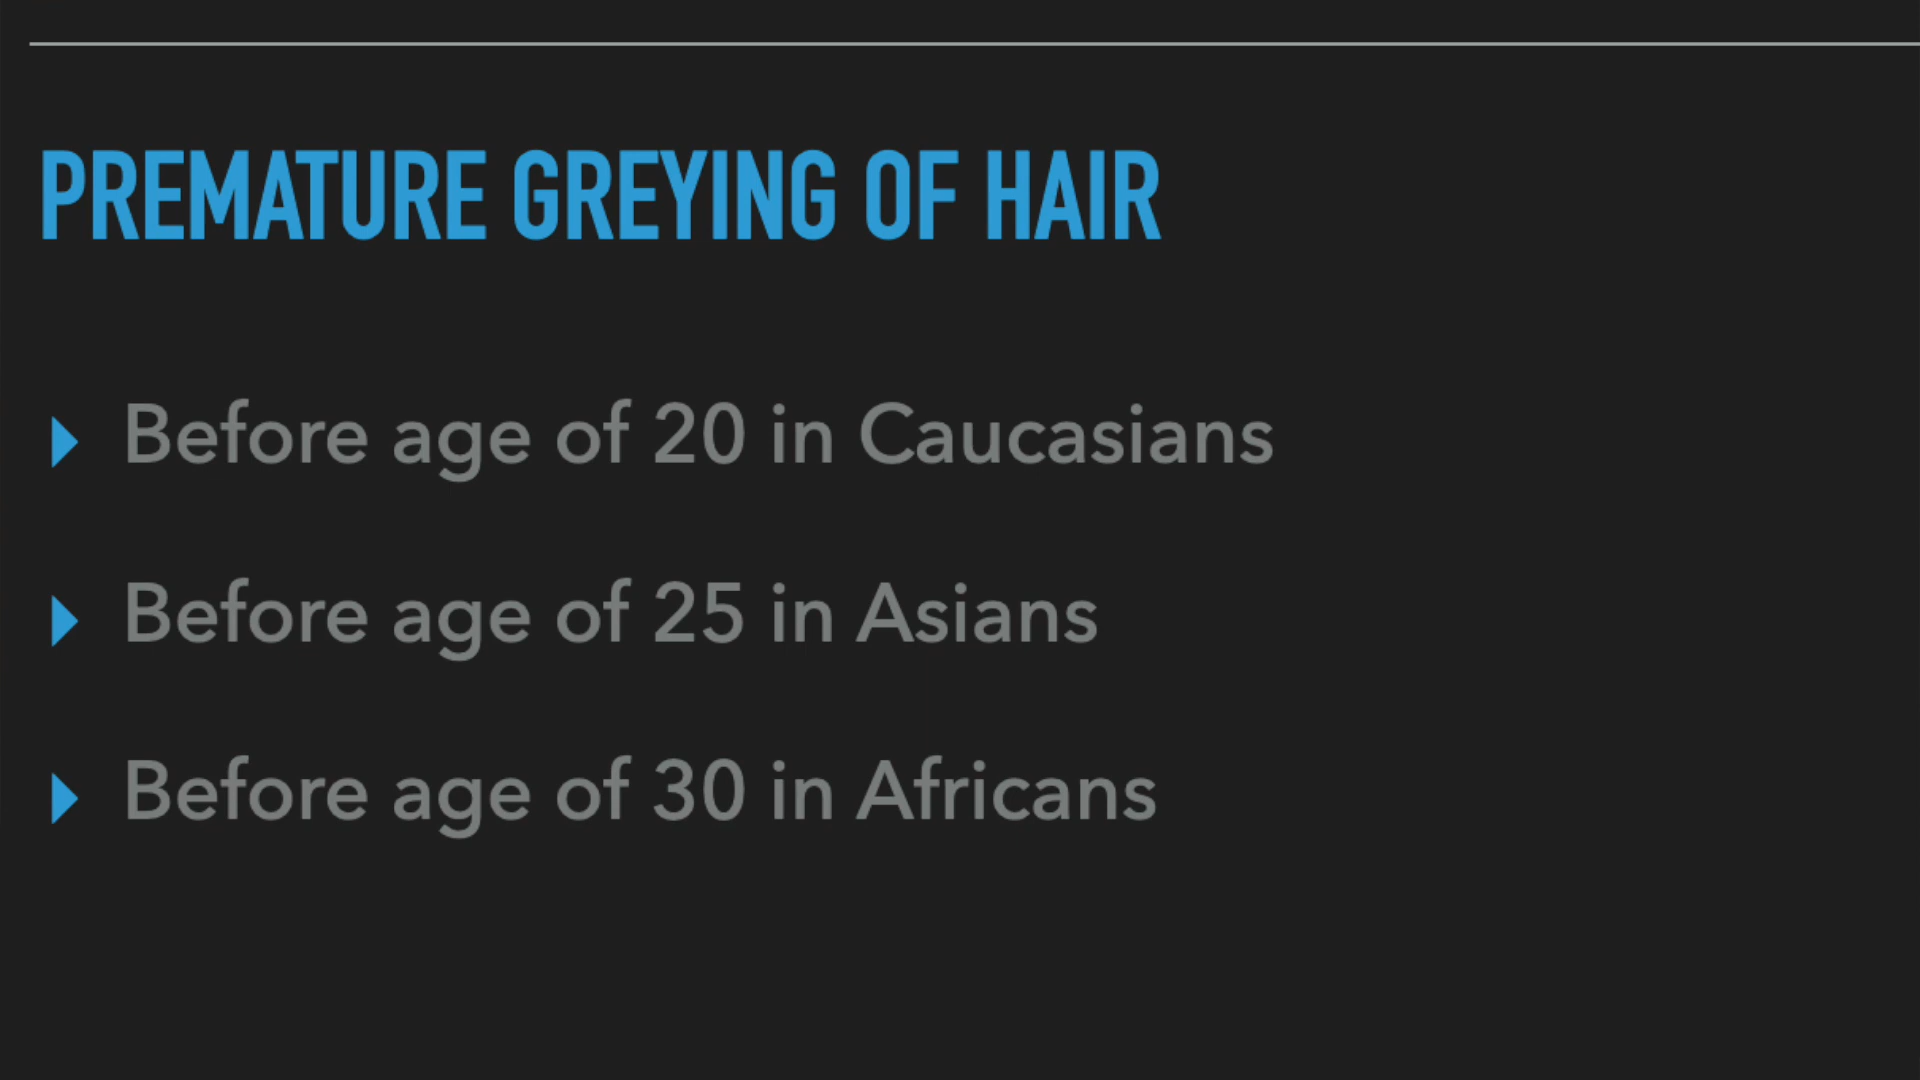 PREMATURE GREYING OF HAIR
Before age of 20 in Caucasians
Before age of 25 in Asians
Before age of 30 in Africans